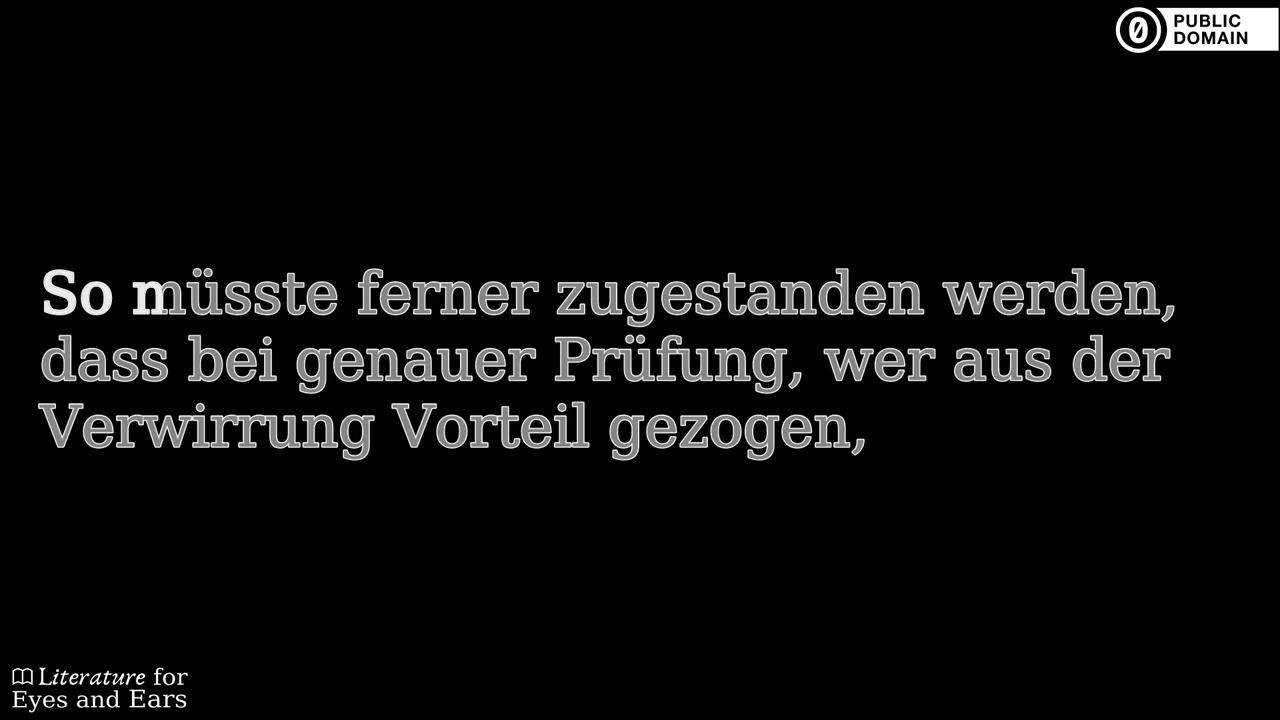 PUBLIC
DOMAIN
So müsste ferner zugestanden werden,
dass bei genauer Prüfung, wer aus der
Verwirrung Vorteil gezogen,
Literature for
Eyes and Ears